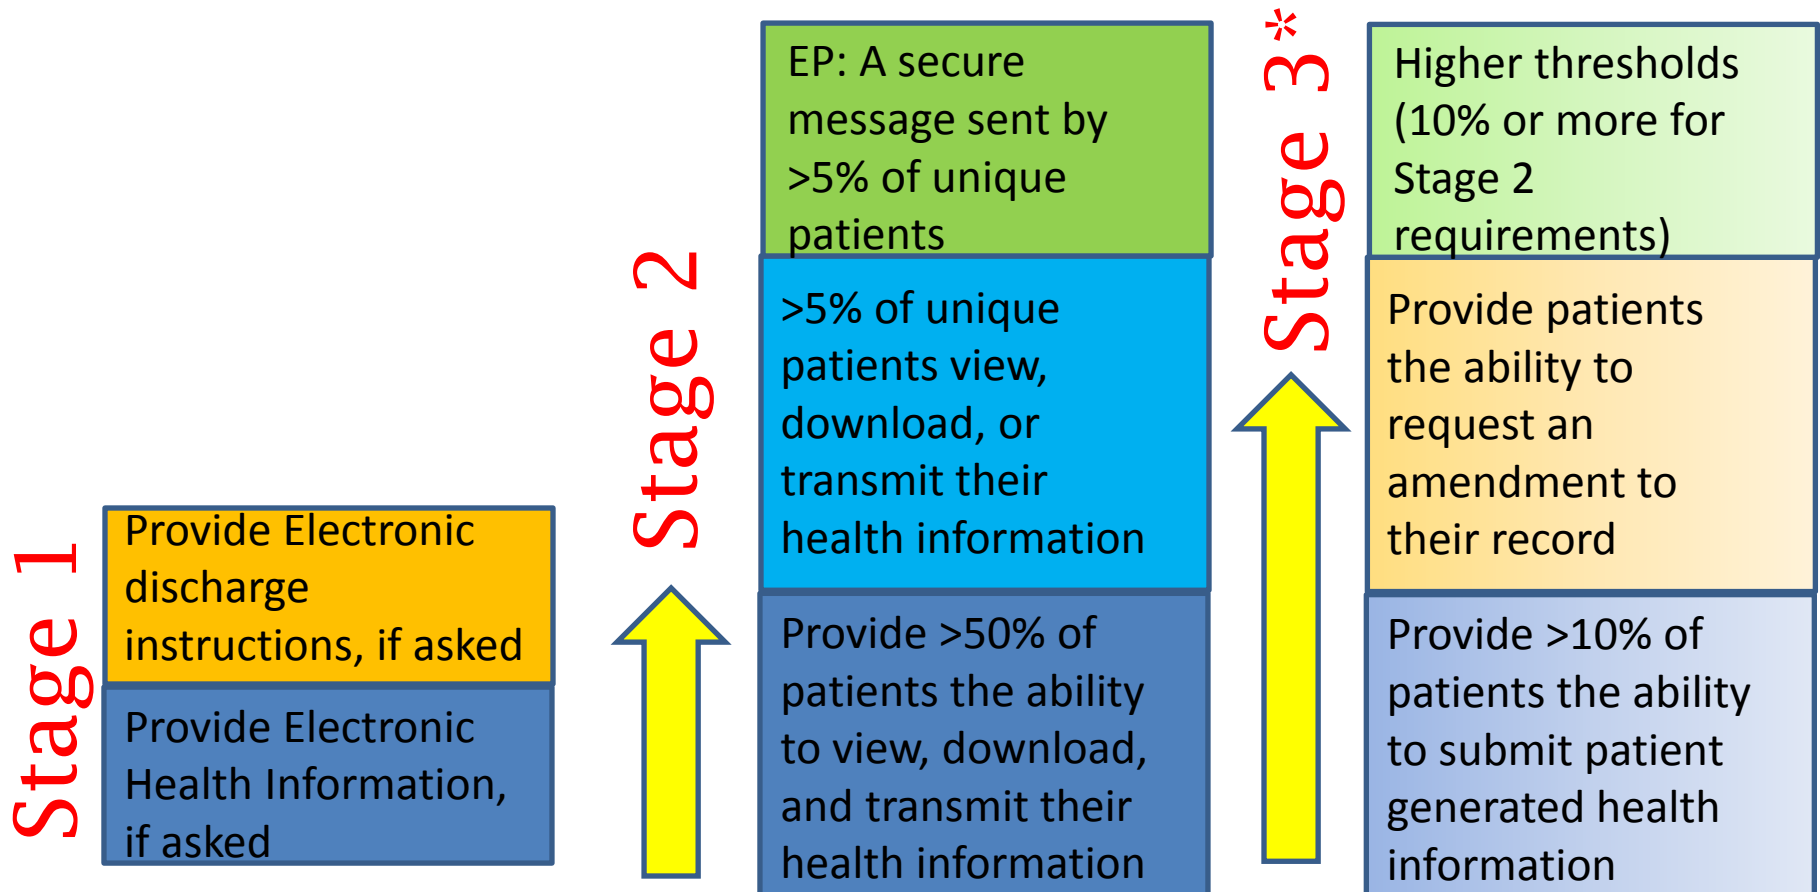 Stage 1
Provide Electronic
discharge
instructions, if asked
Provide Electronic
Health Information,
if asked
Stage 2
EP: A secure
message sent by
>5% of unique
patients
>5% of unique
patients view,
download, or
transmit their
health information
Provide >50% of
patients the ability
to view, download,
and transmit their
health information
Stage 3*
Higher thresholds
(10% or more for
Stage 2
requirements)
Provide patients
the ability to
request an
amendment to
their record
Provide >10% of
patients the ability
to submit patient
generated health
information